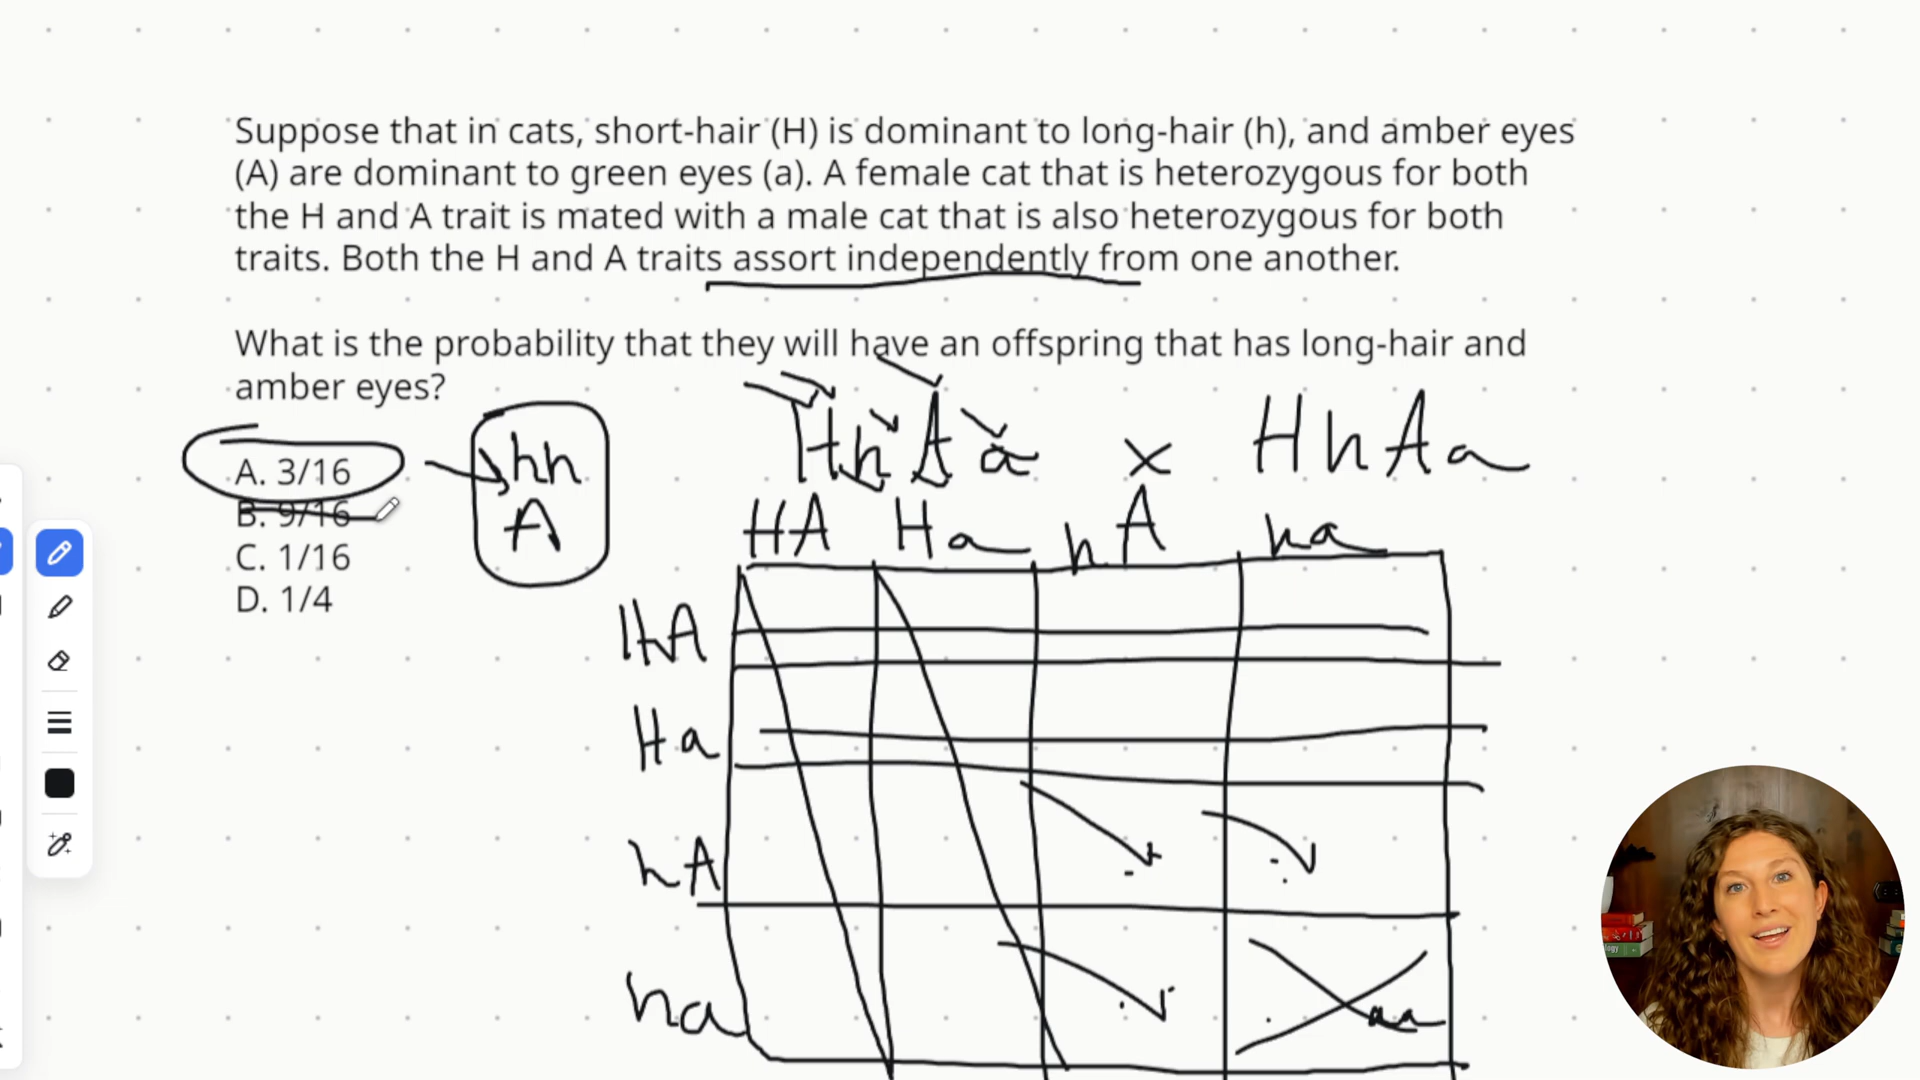 Suppose that in cats, short-hair (H) is dominant to long-hair (h), and amber eyes
(A) are dominant to green eyes (a). A female cat that is heterozygous for both
the H and A trait is mated with a male cat that is also heterozygous for both
traits. Both the H and A traits assort independently from one another.
What is the probability that they will have an offspring that has long-hair and
amber eyes?
A. 3/16
B. 9/16
C. 1/16
D. 1/4
hh
A
HhAa x HhAa
HA Ha hA ha
HA
Ha
hA
ha
aa